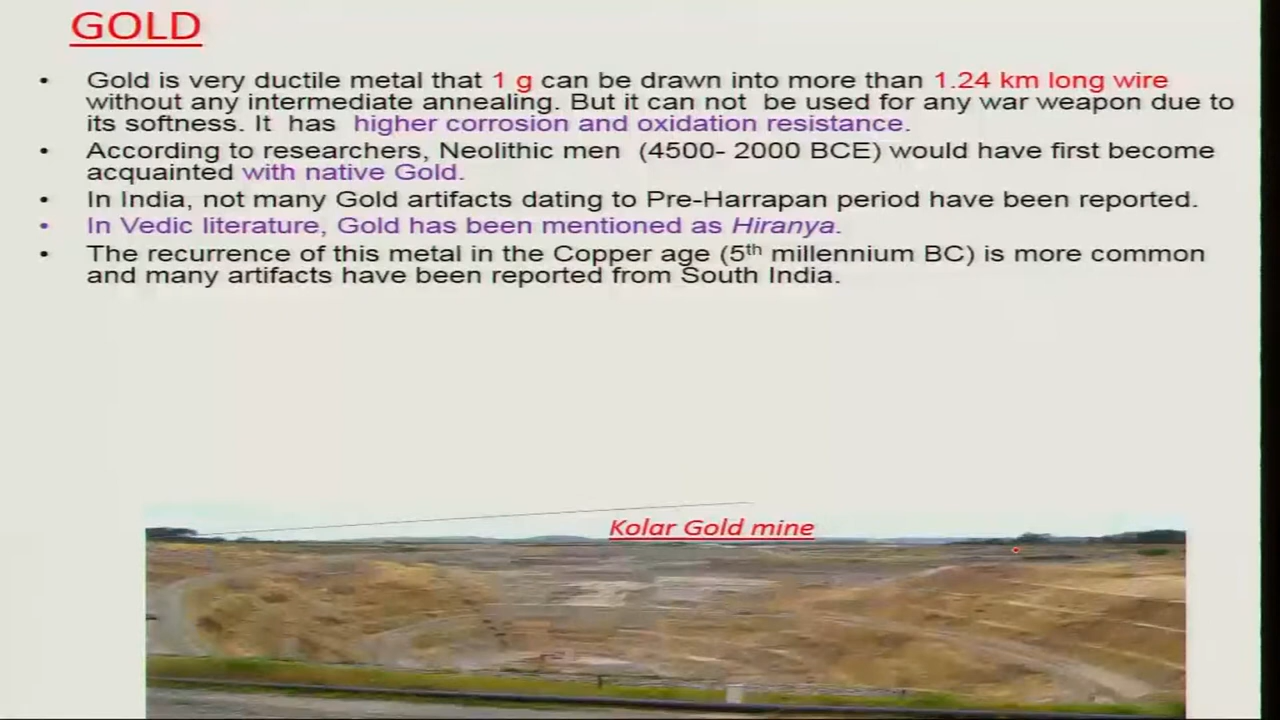 GOLD
• Gold is very ductile metal that 1 g can be drawn into more than 1.24 km long wire
without any intermediate annealing. But it can not be used for any war weapon due to
its softness. It has higher corrosion and oxidation resistance.
• According to researchers, Neolithic men (4500- 2000 BCE) would have first become
acquainted with native Gold.
• In India, not many Gold artifacts dating to Pre-Harrapan period have been reported.
• In Vedic literature, Gold has been mentioned as Hiranya.
• The recurrence of this metal in the Copper age (5th millennium BC) is more common
and many artifacts have been reported from South India.
Kolar Gold mine